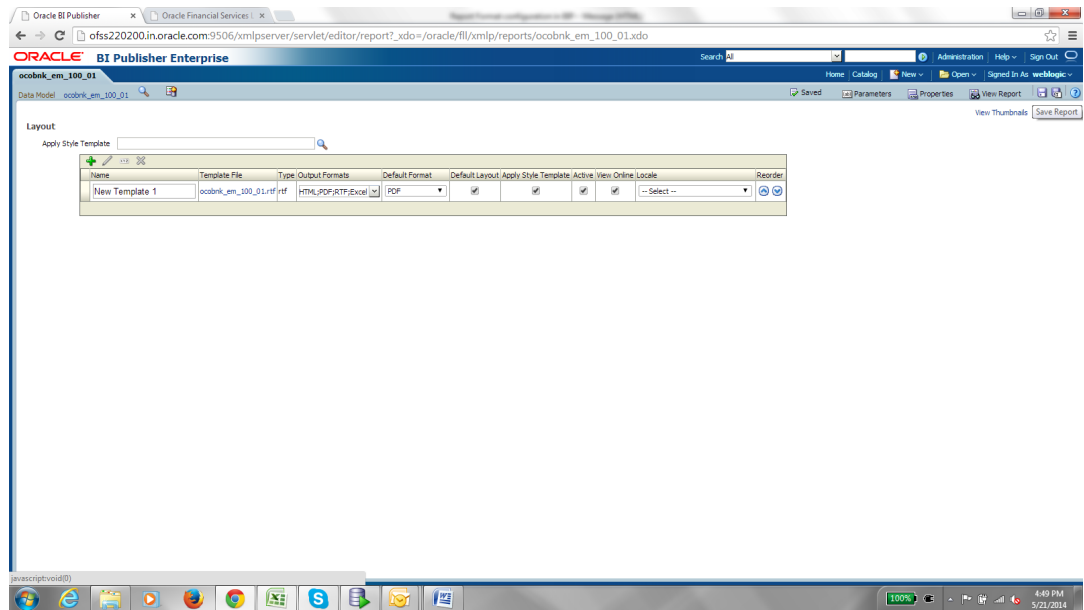 Oracle BI Publisher × Oracle Financial Services L ×
ofss220200.in.oracle.com:9506/xmlpserver/servlet/editor/report?_xdo=/oracle/fll/xmlp/reports/ocobnk_em_100_01.xdo
ORACLE BI Publisher Enterprise Search All Administration Help Sign Out
ocobnk_em_100_01 Home Catalog New Open Signed In As weblogic
Data Model ocobnk_em_100_01 Saved Parameters Properties View Report
View Thumbnails Save Report
Layout
Apply Style Template
Name Template File Type Output Formats Default Format Default Layout Apply Style Template Active View Online Locale Reorder
New Template 1 ocobnk_em_100_01.rtf rtf HTML;PDF;RTF;Excel PDF -- Select --
javascript:void(0)
100% 4:49 PM
5/21/2014